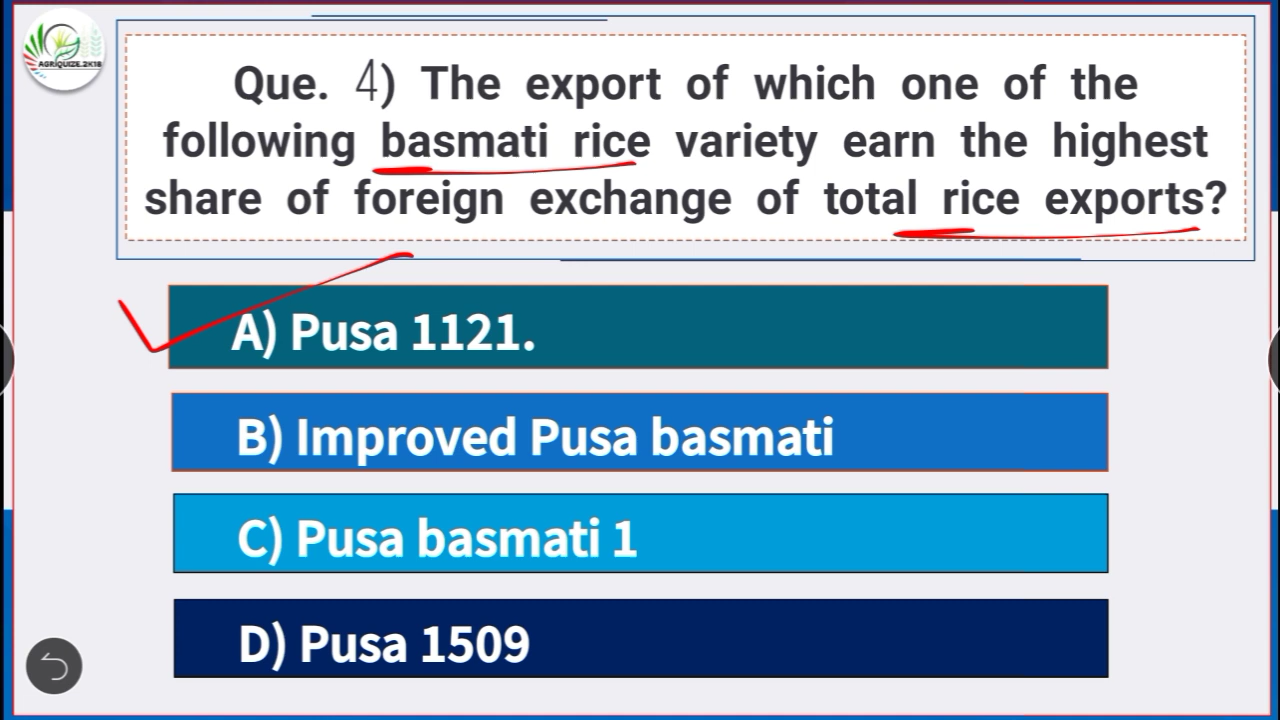 AGRIQUIZE.2K18
Que. 4) The export of which one of the
following basmati rice variety earn the highest
share of foreign exchange of total rice exports?
A) Pusa 1121.
B) Improved Pusa basmati
C) Pusa basmati 1
D) Pusa 1509